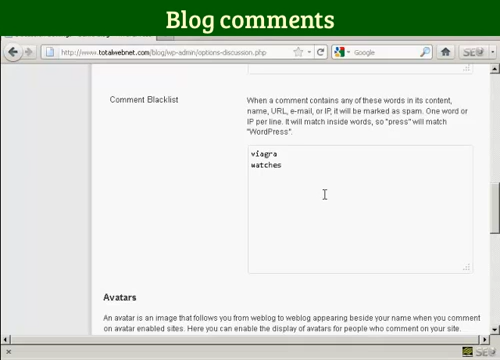 Blog comments
http://www.totalwebnet.com/blog/wp-admin/options-discussion.php
Google
SEO
Comment Blacklist
When a comment contains any of these words in its content,
name, URL, e-mail, or IP, it will be marked as spam. One word or
IP per line. It will match inside words, so "press" will match
"WordPress".
viagra
watches
Avatars
An avatar is an image that follows you from weblog to weblog appearing beside your name when you comment
on avatar enabled sites. Here you can enable the display of avatars for people who comment on your site.
×
SEO